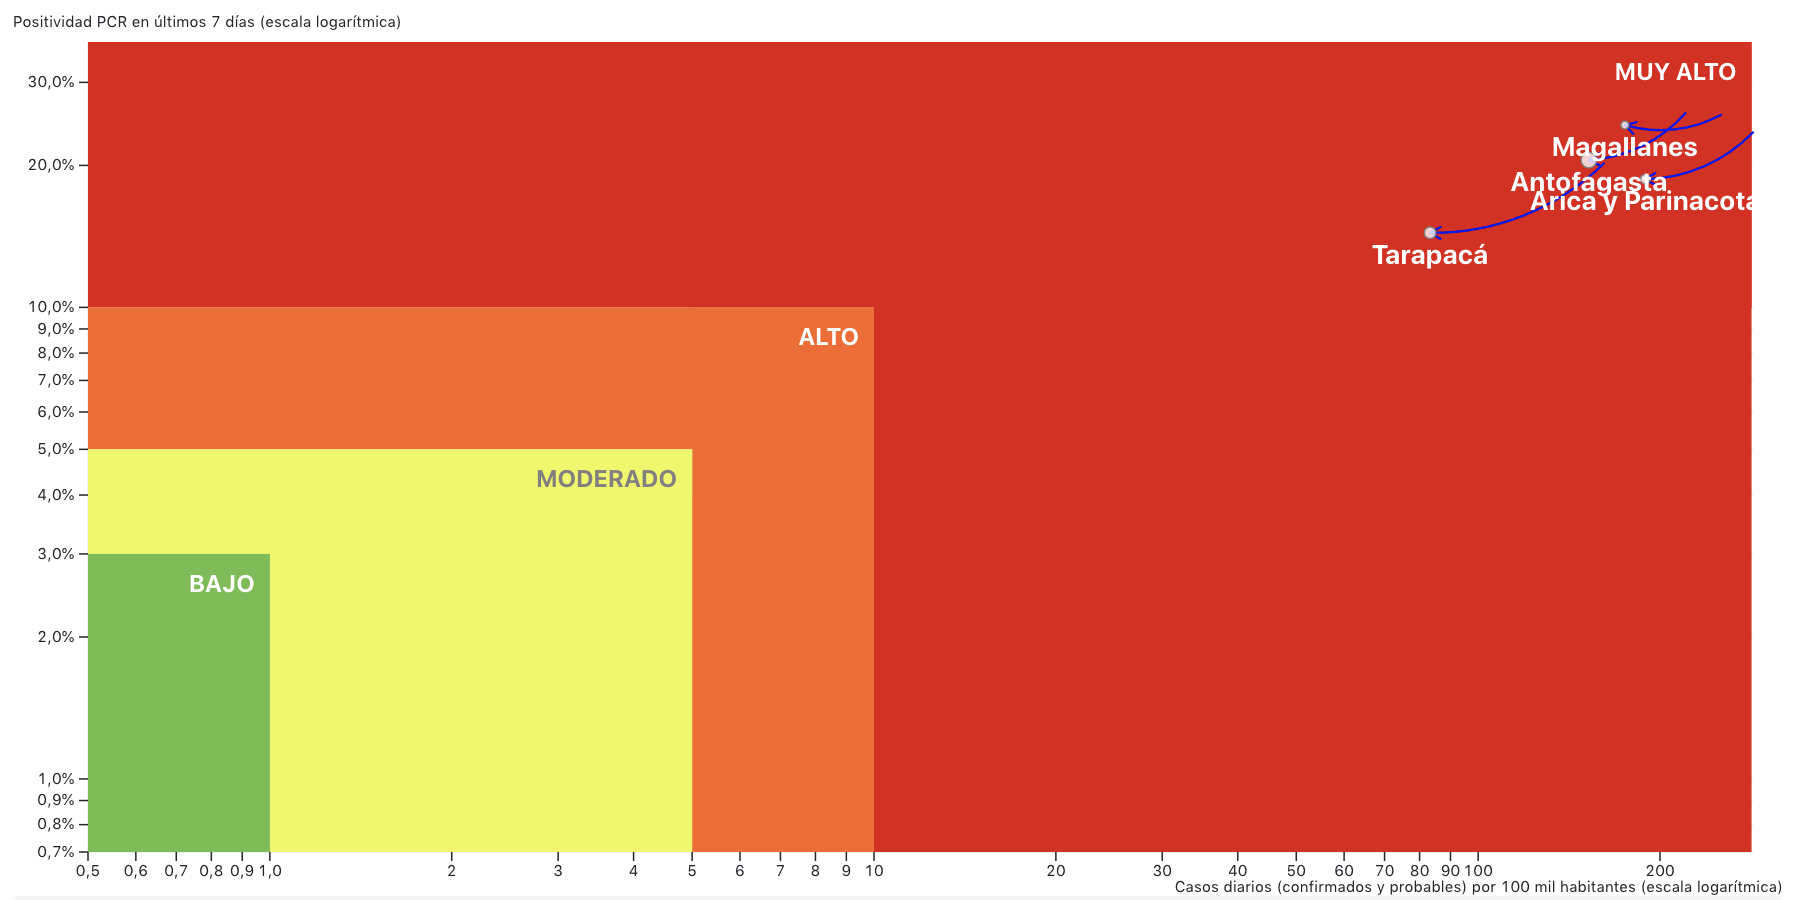 Positividad PCR en últimos 7 días (escala logarítmica)
MUY ALTO
30,0%
Magallanes
20,0%
Antofagasta
Arica y Parinacota
Tarapacá
10,0%
ALTO
9,0%
8,0%
7,0%
6,0%
5,0%
MODERADO
4,0%
3,0%
BAJO
2,0%
1,0%
0,9%
0,8%
0,7%
0,5 0,6 0,7 0,8 0,9 1,0 2 3 4 5 6 7 8 9 10 20 30 40 50 60 70 80 90 100 200
Casos diarios (confirmados y probables) por 100 mil habitantes (escala logarítmica)